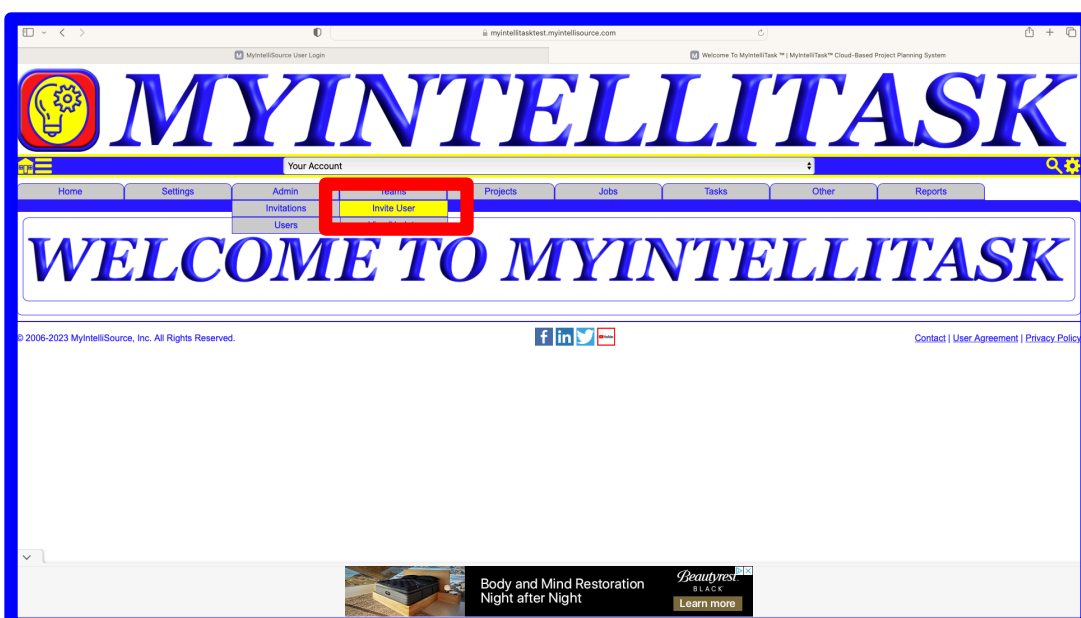 myintellitasktest.myintellisource.com
MyIntelliSource User Login
Welcome To MyIntelliTask ™ | MyIntelliTask™ Cloud-Based Project Planning System
MYINTELLITASK
Your Account
Home Settings Admin Teams Projects Jobs Tasks Other Reports
Invitations Invite User
Users
WELCOME TO MYINTELLITASK
© 2006-2023 MyIntelliSource, Inc. All Rights Reserved.
Contact | User Agreement | Privacy Policy
Body and Mind Restoration
Night after Night
Beautyrest
BLACK
Learn more